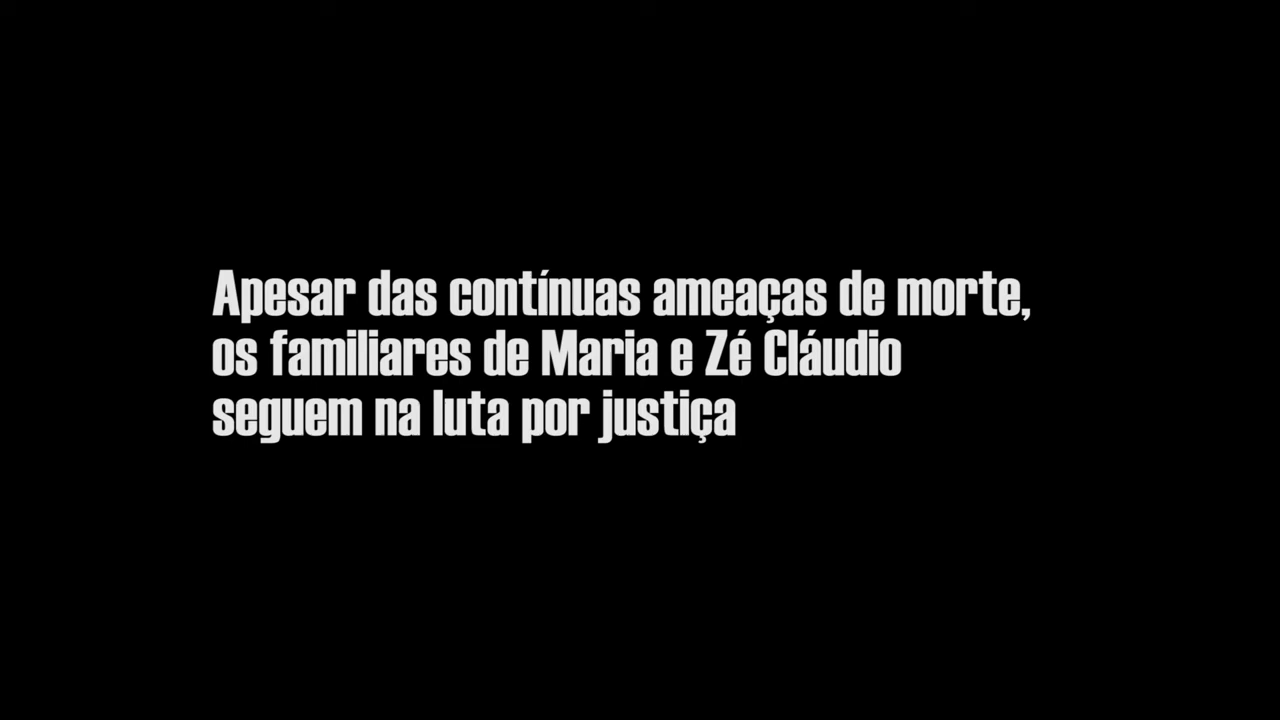 Apesar das contínuas ameaças de morte,
os familiares de Maria e Zé Cláudio
seguem na luta por justiça